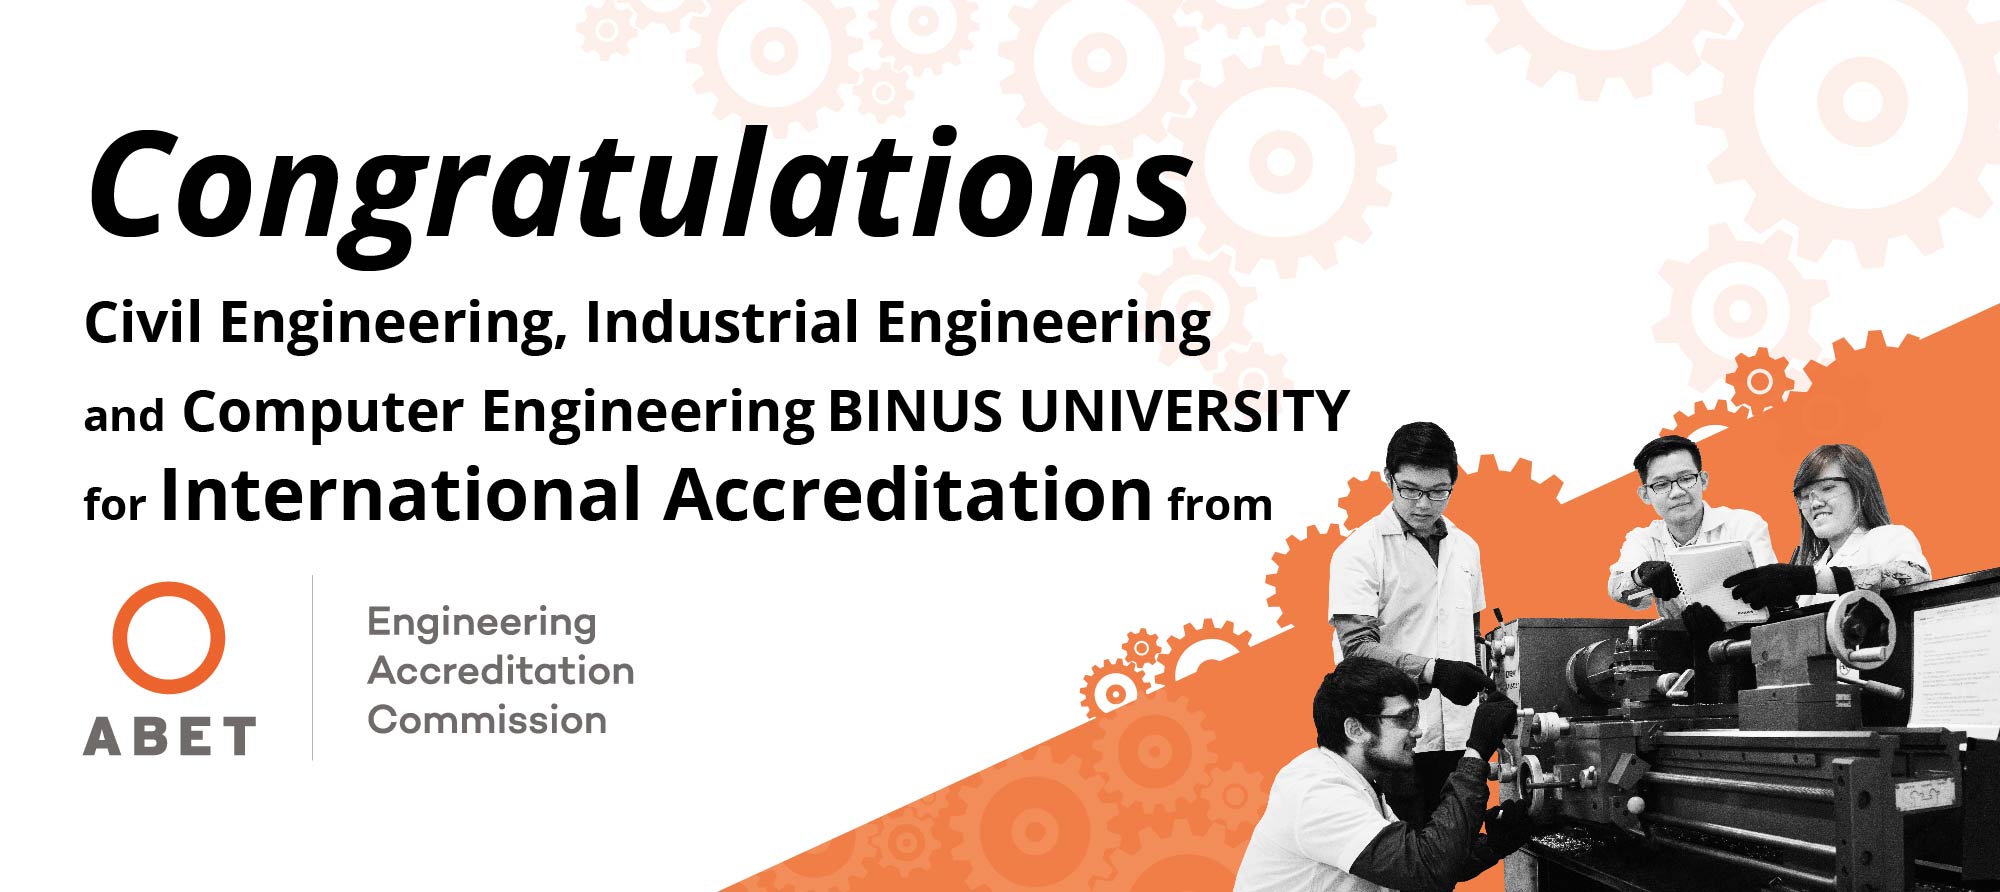 Congratulations
Civil Engineering, Industrial Engineering
and Computer Engineering BINUS UNIVERSITY
for International Accreditation from
ABET
Engineering
Accreditation
Commission